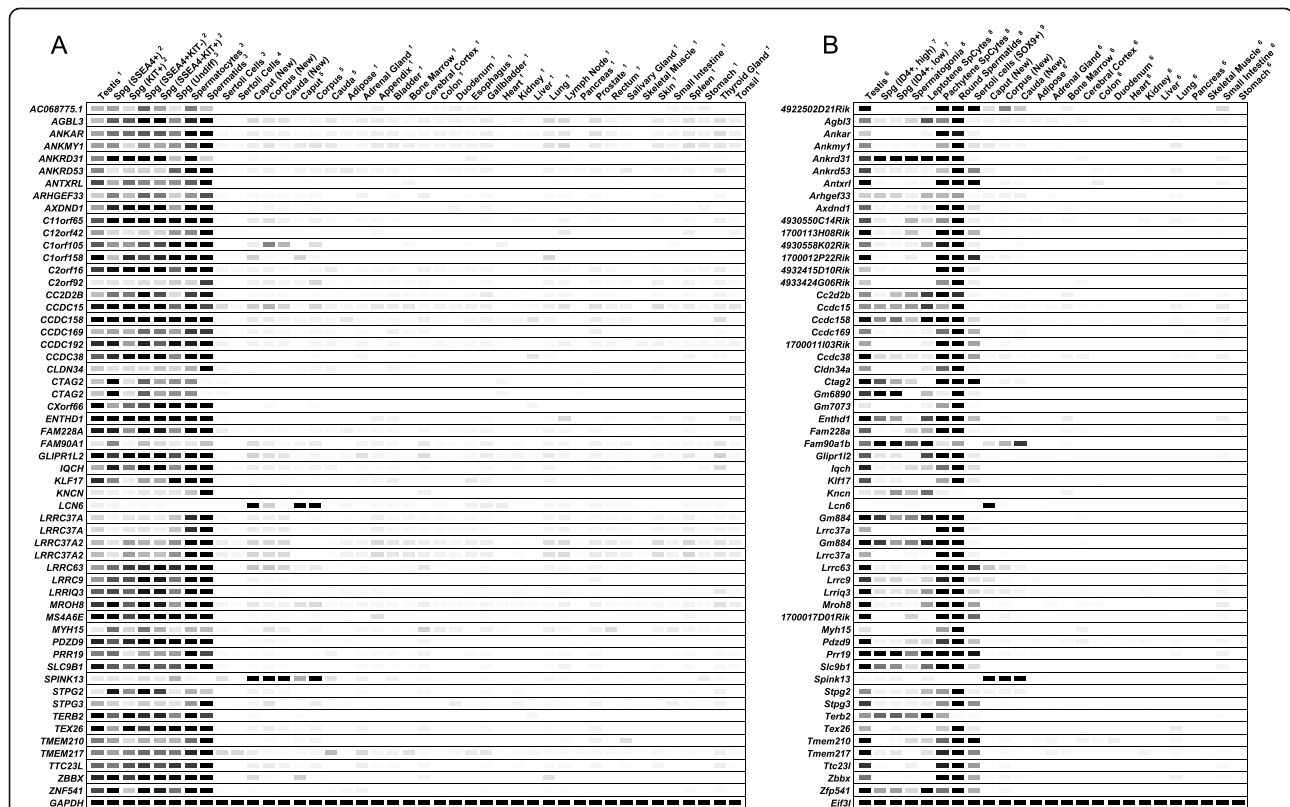 A
B
Testis 1
Spg (SSEA4+) 2
Spg (KIT+) 2
Spg (SSEA4+KIT-) 2
Spg (SSEA4-KIT+) 2
Spg (Undiff) 3
Spermatocytes 3
Spermatids 3
Sertoli Cells 3
Sertoli Cells 4
Caput (New)
Corpus (New)
Cauda (New)
Caput 5
Corpus 5
Cauda 5
Adipose 1
Adrenal Gland 1
Appendix 1
Bladder 1
Bone Marrow 1
Cerebral Cortex 1
Colon 1
Duodenum 1
Esophagus 1
Gallbladder 1
Heart 1
Kidney 1
Liver 1
Lung 1
Lymph Node 1
Pancreas 1
Prostate 1
Rectum 1
Salivary Gland 1
Skeletal Muscle 1
Skin 1
Small Intestine 1
Spleen 1
Stomach 1
Thyroid Gland 1
Tonsil 1
Testis 6
Spg (ID4+, high) 7
Spg (ID4+, low) 7
Spermatogonia 8
Leptotene SpCytes 8
Pachytene SpCytes 8
Round Spermatids 8
Sertoli cells (SOX9+) 9
Caput (New)
Corpus (New)
Cauda (New)
Adipose 6
Adrenal Gland 6
Bone Marrow 6
Cerebral Cortex 6
Colon 6
Duodenum 6
Heart 6
Kidney 6
Liver 6
Lung 6
Pancreas 6
Skeletal Muscle 6
Small Intestine 6
Stomach 6
AC068775.1
AGBL3
ANKAR
ANKMY1
ANKRD31
ANKRD53
ANTXRL
ARHGEF33
AXDND1
C11orf65
C12orf42
C1orf105
C1orf158
C2orf16
C2orf92
CC2D2B
CCDC15
CCDC158
CCDC169
CCDC192
CCDC38
CLDN34
CTAG2
CTAG2
CXorf66
ENTHD1
FAM228A
FAM90A1
GLIPR1L2
IQCH
KLF17
KNCN
LCN6
LRRC37A
LRRC37A
LRRC37A2
LRRC37A2
LRRC63
LRRC9
LRRIQ3
MROH8
MS4A6E
MYH15
PDZD9
PRR19
SLC9B1
SPINK13
STPG2
STPG3
TERB2
TEX26
TMEM210
TMEM217
TTC23L
ZBBX
ZNF541
GAPDH
4922502D21Rik
Agbl3
Ankar
Ankmy1
Ankrd31
Ankrd53
Antxrl
Arhgef33
Axdnd1
4930550C14Rik
1700113H08Rik
4930558K02Rik
1700012P22Rik
4932415D10Rik
4933424G06Rik
Cc2d2b
Ccdc15
Ccdc158
Ccdc169
1700011I03Rik
Ccdc38
Cldn34a
Ctag2
Gm6890
Gm7073
Enthd1
Fam228a
Fam90a1b
Glipr1l2
Iqch
Klf17
Kncn
Lcn6
Gm884
Lrrc37a
Gm884
Lrrc37a
Lrrc63
Lrrc9
Lrriq3
Mroh8
1700017D01Rik
Myh15
Pdzd9
Prr19
Slc9b1
Spink13
Stpg2
Stpg3
Terb2
Tex26
Tmem210
Tmem217
Ttc23l
Zbbx
Zfp541
Eif3l